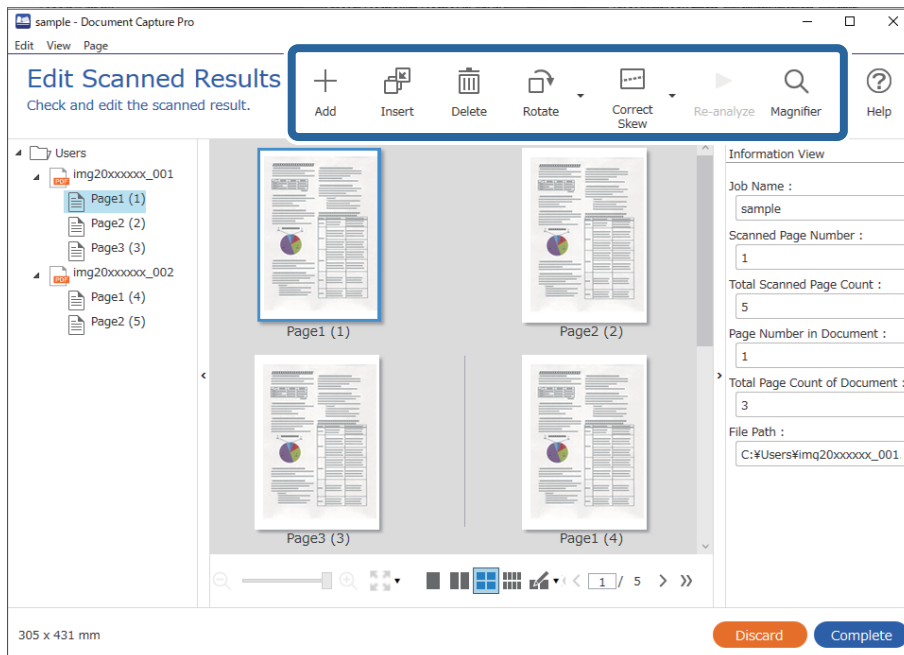 sample - Document Capture Pro
Edit View Page
Edit Scanned Results
Check and edit the scanned result.
Add
Insert
Delete
Rotate
Correct
Skew
Re-analyze
Magnifier
Help
Users
img20xxxxxx_001
PDF
Page1 (1)
Page2 (2)
Page3 (3)
img20xxxxxx_002
PDF
Page1 (4)
Page2 (5)
Page1 (1)
Page2 (2)
Page3 (3)
Page1 (4)
1 / 5
Information View
Job Name :
sample
Scanned Page Number :
1
Total Scanned Page Count :
5
Page Number in Document :
1
Total Page Count of Document :
3
File Path :
C:¥Users¥img20xxxxxx_001
305 x 431 mm
Discard
Complete